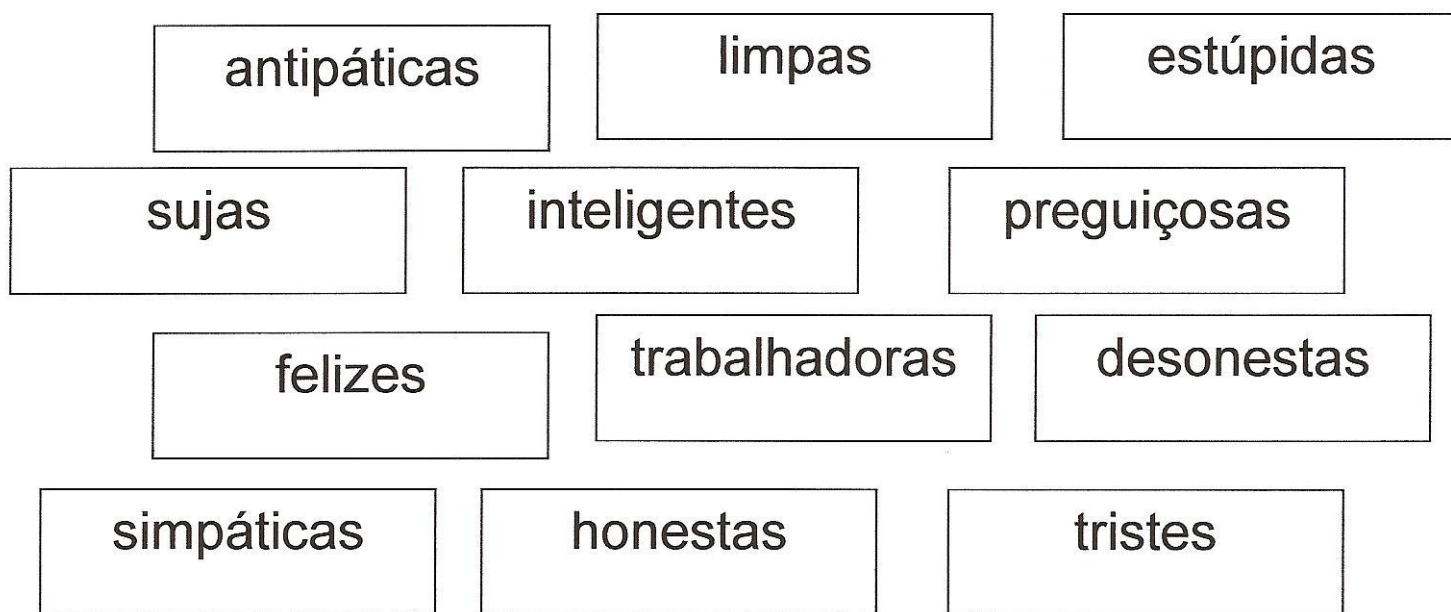 antipáticas
limpas
estúpidas
sujas
inteligentes
preguiçosas
felizes
trabalhadoras
desonestas
simpáticas
honestas
tristes